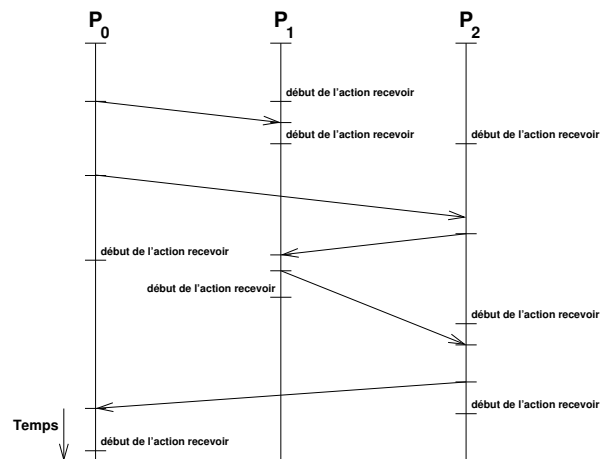 P0 P1 P2
début de l'action recevoir
début de l'action recevoir début de l'action recevoir
début de l'action recevoir
début de l'action recevoir
début de l'action recevoir
début de l'action recevoir
Temps
début de l'action recevoir